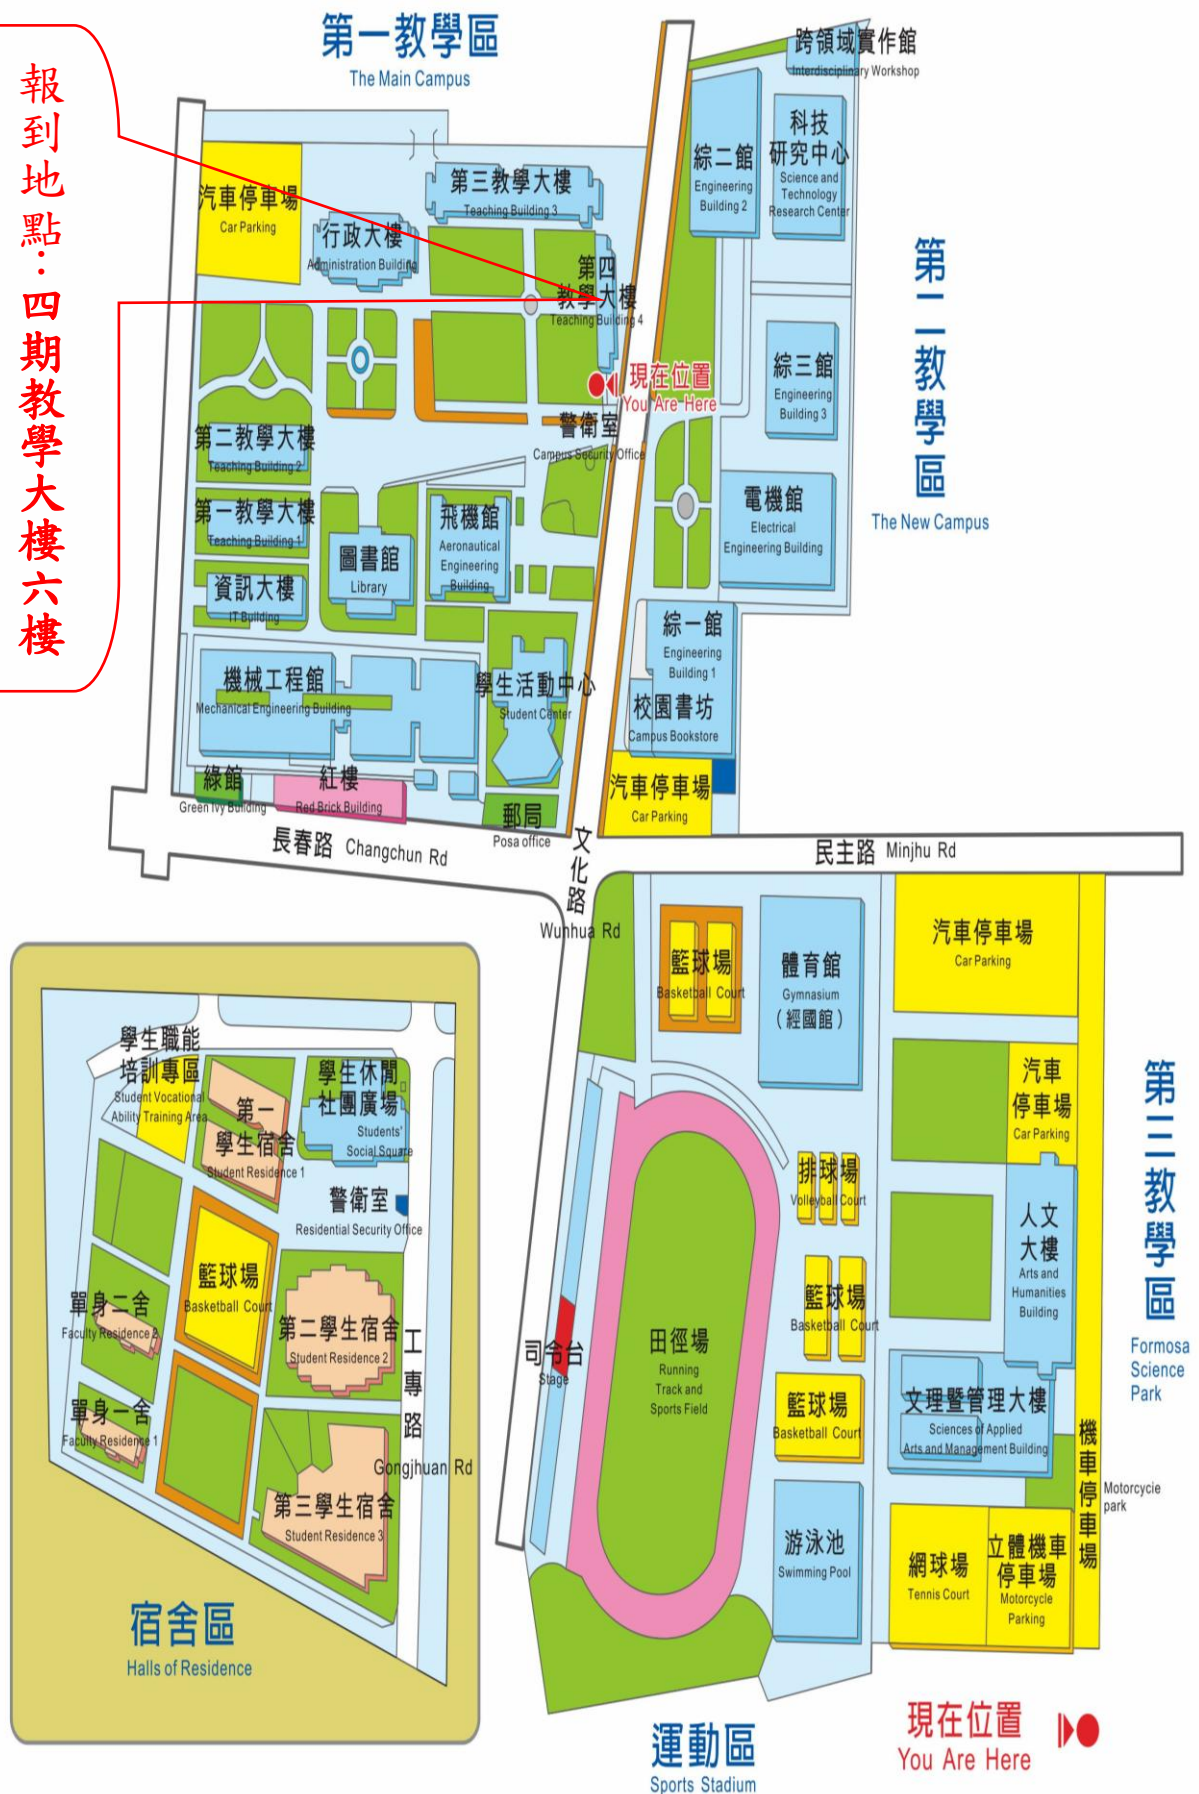 報到地點：四期教學大樓六樓
第一教學區
The Main Campus
汽車停車場
Car Parking
第三教學大樓
Teaching Building 3
行政大樓
Administration Building
第四
教學大樓
Teaching Building 4
現在位置
You Are Here
警衛室
Campus Security Office
第二教學大樓
Teaching Building 2
第一教學大樓
Teaching Building 1
資訊大樓
IT Building
圖書館
Library
飛機館
Aeronautical
Engineering
Building
機械工程館
Mechanical Engineering Building
學生活動中心
Student Center
綠館
Green Ivy Building
紅樓
Red Brick Building
郵局
Posa office
跨領域實作館
Interdisciplinary Workshop
綜二館
Engineering
Building 2
科技
研究中心
Science and
Technology
Research Center
綜三館
Engineering
Building 3
電機館
Electrical
Engineering Building
綜一館
Engineering
Building 1
校園書坊
Campus Bookstore
汽車停車場
Car Parking
第二教學區
The New Campus
長春路 Changchun Rd
文化路
Wunhua Rd
民主路 Minjhu Rd
籃球場
Basketball Court
體育館
Gymnasium
（經國館）
汽車停車場
Car Parking
汽車
停車場
Car Parking
排球場
Volleyball Court
人文
大樓
Arts and
Humanities
Building
籃球場
Basketball Court
司令台
Stage
田徑場
Running
Track and
Sports Field
籃球場
Basketball Court
文理暨管理大樓
Sciences of Applied
Arts and Management Building
機車停車場
Motorcycle
park
游泳池
Swimming Pool
網球場
Tennis Court
立體機車
停車場
Motorcycle
Parking
第三教學區
Formosa
Science
Park
學生職能
培訓專區
Student Vocational
Ability Training Area
第一
學生宿舍
Student Residence 1
學生休閒
社團廣場
Students'
Social Square
警衛室
Residential Security Office
籃球場
Basketball Court
單身二舍
Faculty Residence 2
第二學生宿舍
Student Residence 2
單身一舍
Faculty Residence 1
工專路
Gongjhuan Rd
第三學生宿舍
Student Residence 3
宿舍區
Halls of Residence
運動區
Sports Stadium
現在位置
You Are Here